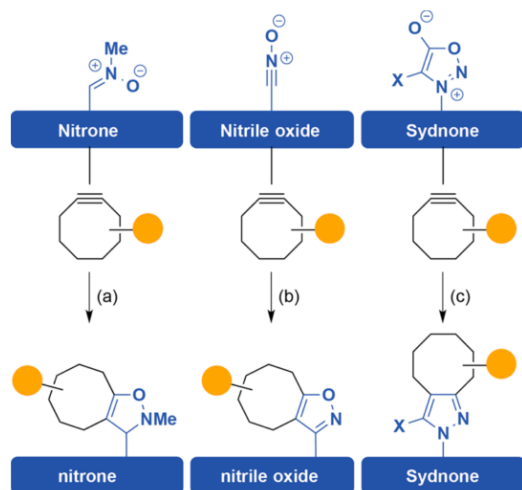 Me
N
⊕
O
⊖
Nitrone
O
⊖
N
⊕
Nitrile oxide
O
⊖
O
X
N
N
⊕
Sydnone
(a)
(b)
(c)
O
NMe
nitrone
O
N
nitrile oxide
X
N
N
Sydnone